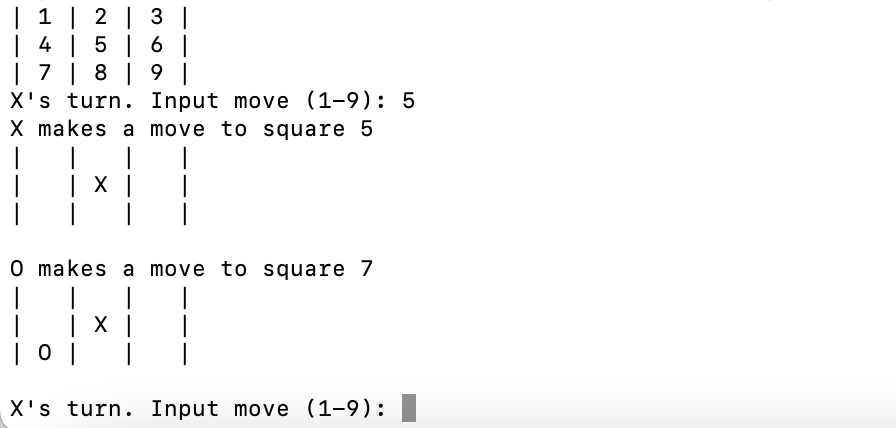 | 1 | 2 | 3 |
| 4 | 5 | 6 |
| 7 | 8 | 9 |
X's turn. Input move (1-9): 5
X makes a move to square 5
|   |   |   |
|   | X |   |
|   |   |   |

O makes a move to square 7
|   |   |   |
|   | X |   |
| O |   |   |

X's turn. Input move (1-9):